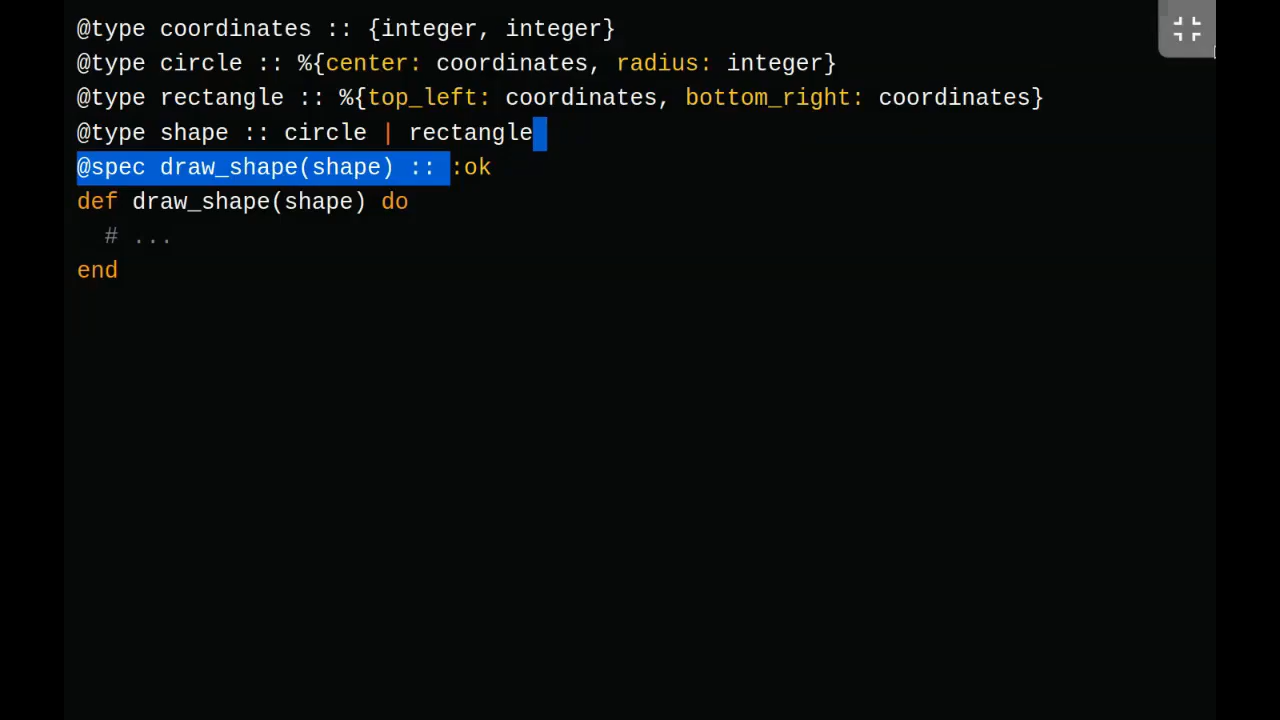 @type coordinates :: {integer, integer}
@type circle :: %{center: coordinates, radius: integer}
@type rectangle :: %{top_left: coordinates, bottom_right: coordinates}
@type shape :: circle | rectangle
@spec draw_shape(shape) :: :ok
def draw_shape(shape) do
  # ...
end